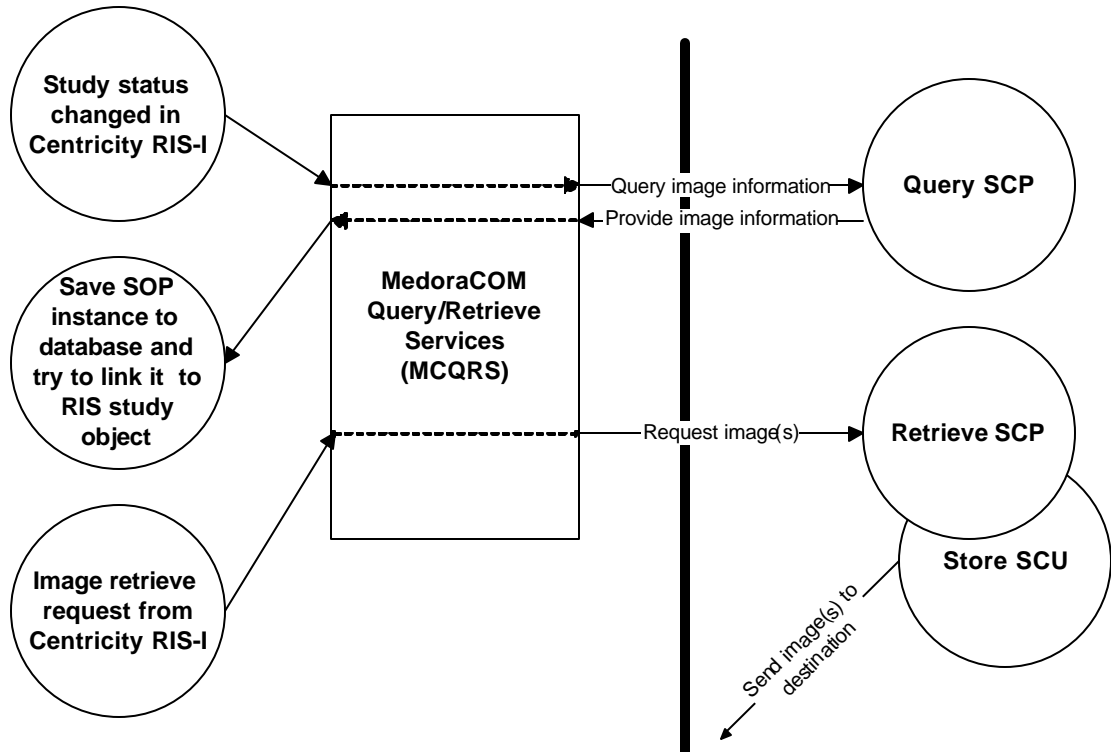 Study status
changed in
Centricity RIS-I
Query image information
Query SCP
Provide image information
Save SOP
instance to
database and
try to link it to
RIS study
object
MedoraCOM
Query/Retrieve
Services
(MCQRS)
Request image(s)
Retrieve SCP
Image retrieve
request from
Centricity RIS-I
Store SCU
Send image(s) to
destination